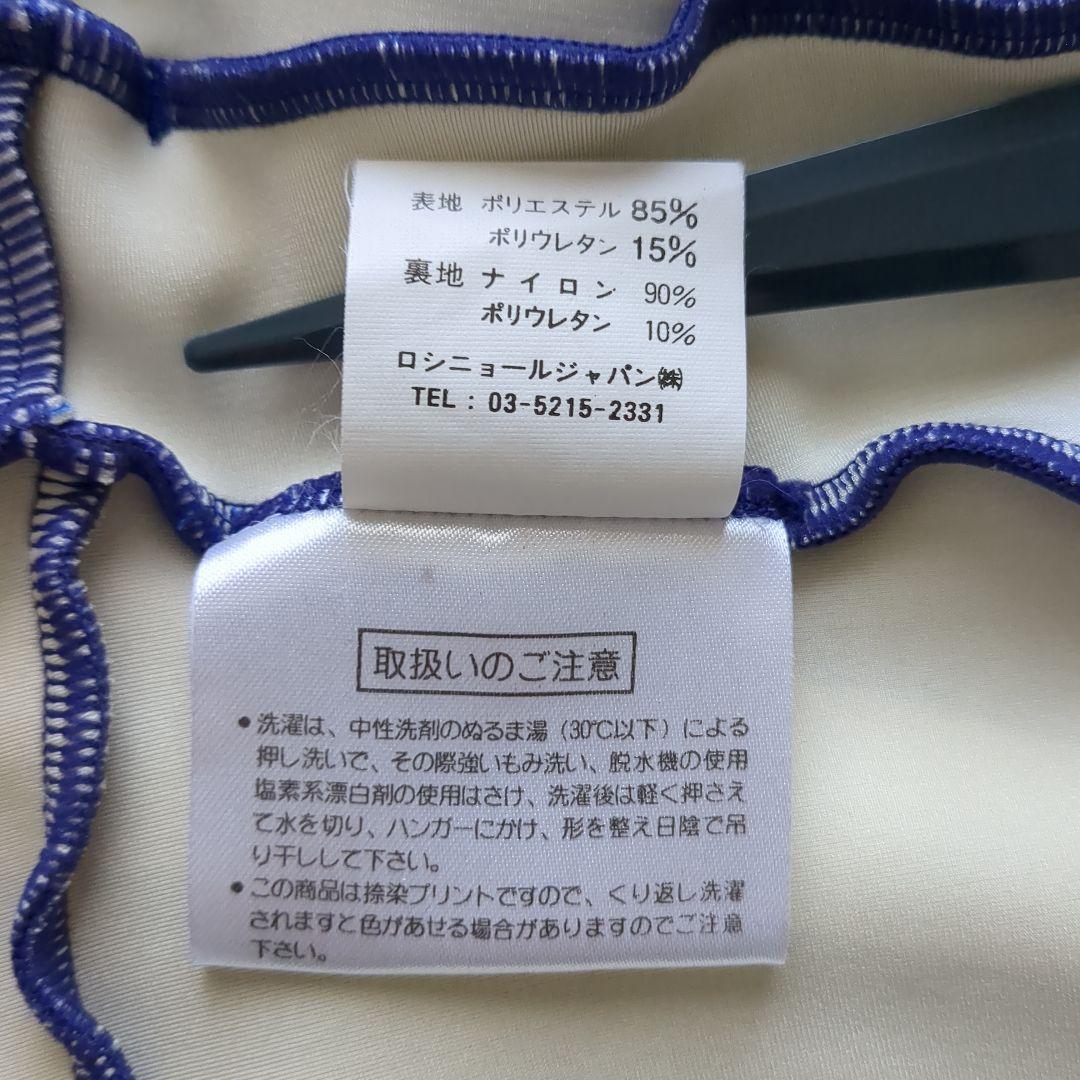 表地 ポリエステル 85%
ポリウレタン 15%
裏地 ナイロン 90%
ポリウレタン 10%
ロシニョールジャパン㈱
TEL : 03-5215-2331
取扱いのご注意
●洗濯は、中性洗剤のぬるま湯(30℃以下)による
押し洗いで、その際強いもみ洗い、脱水機の使用
塩素系漂白剤の使用はさけ、洗濯後は軽く押さえ
て水を切り、ハンガーにかけ、形を整え日陰で吊
り干しして下さい。
●この商品は捺染プリントですので、くり返し洗濯
されますと色があせる場合がありますのでご注意
下さい。